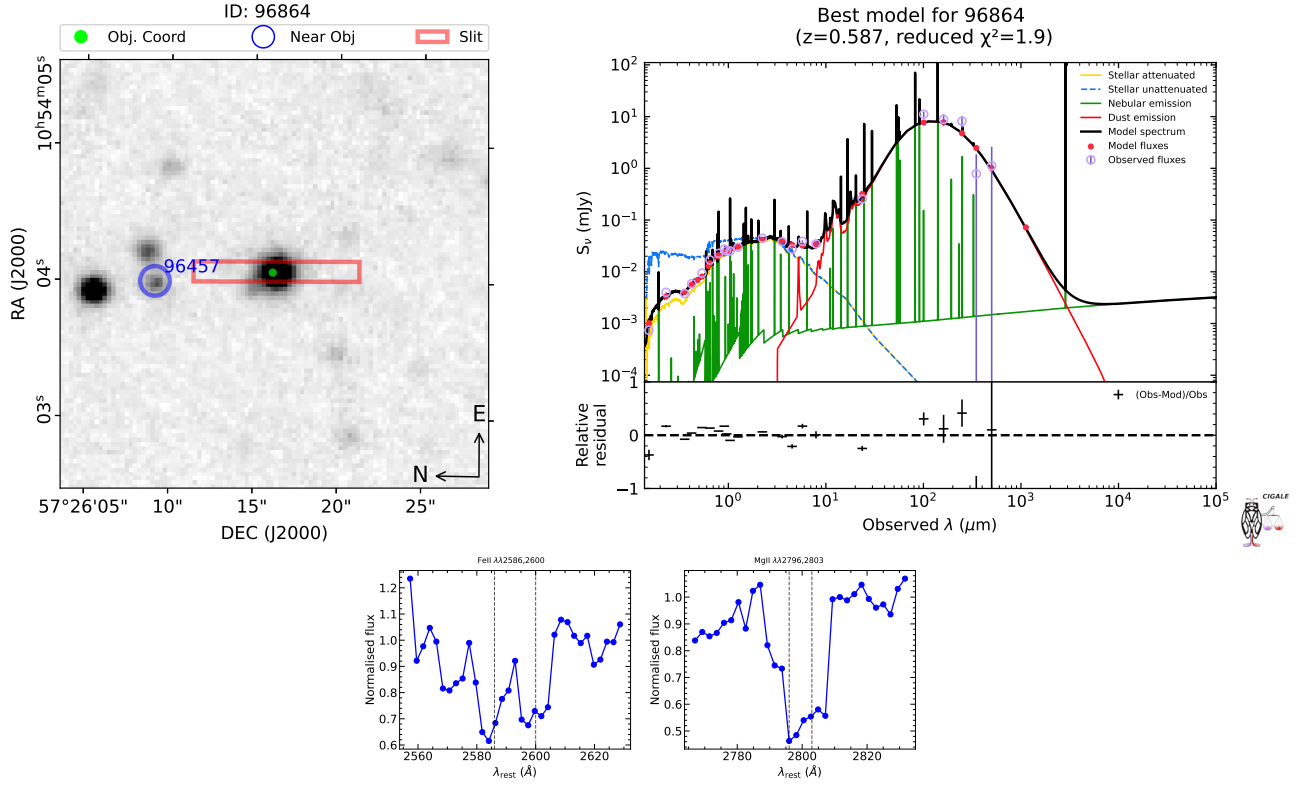 ID: 96864
Obj. Coord
Near Obj
Slit
96457
E
N
10ʰ54ᵐ05ˢ
04ˢ
03ˢ
RA (J2000)
57°26'05"
10"
15"
20"
25"
DEC (J2000)
Best model for 96864
(z=0.587, reduced χ²=1.9)
Stellar attenuated
Stellar unattenuated
Nebular emission
Dust emission
Model spectrum
Model fluxes
Observed fluxes
10²
10¹
10⁰
10⁻¹
10⁻²
10⁻³
10⁻⁴
Sᵥ (mJy)
(Obs-Mod)/Obs
1
0
−1
Relative
residual
10⁰
10¹
10²
10³
10⁴
10⁵
Observed λ (μm)
CIGALE
FeII λλ2586,2600
1.2
1.1
1.0
0.9
0.8
0.7
0.6
Normalised flux
2560
2580
2600
2620
λrest (Å)
MgII λλ2796,2803
1.0
0.9
0.8
0.7
0.6
0.5
Normalised flux
2780
2800
2820
λrest (Å)